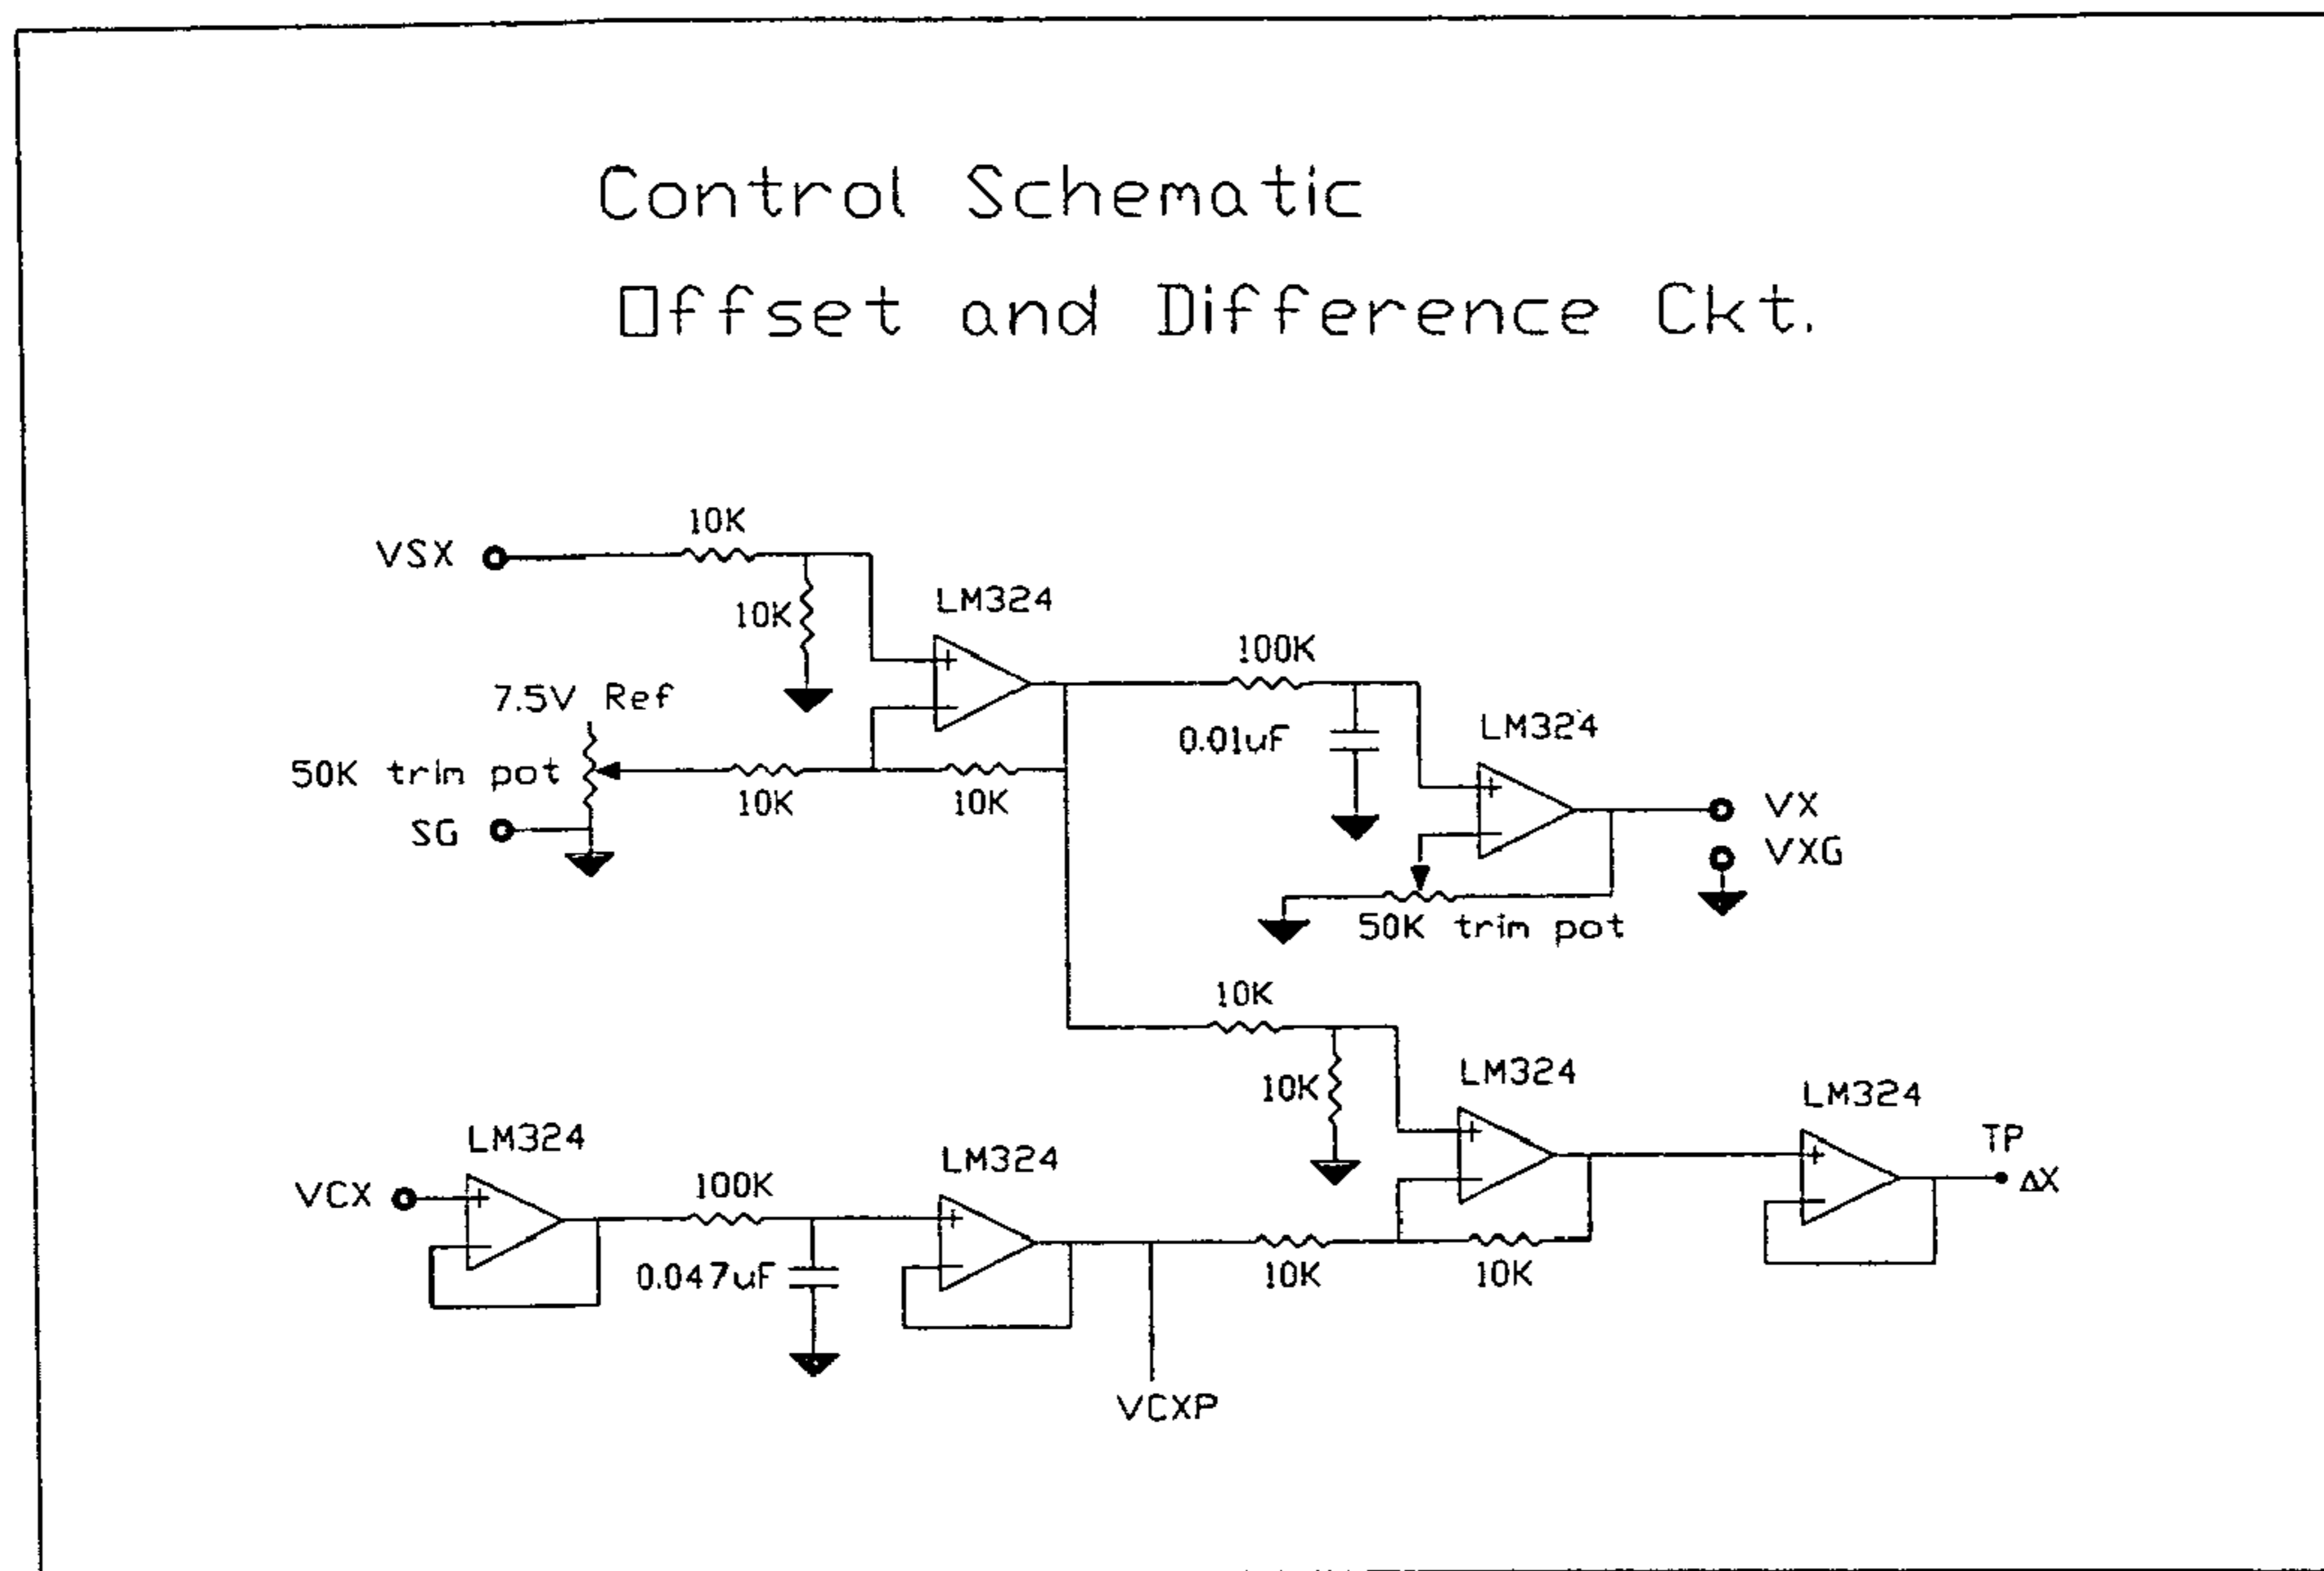 Control Schematic
Offset and Difference Ckt.
10K
VSX
10K
LM324
7.5V Ref
50K trim pot
10K
10K
SG
100K
0.01uF
LM324
VX
VXG
50K trim pot
10K
10K
LM324
LM324
TP
ΔX
LM324
VCX
100K
0.047uF
LM324
10K
10K
VCXP